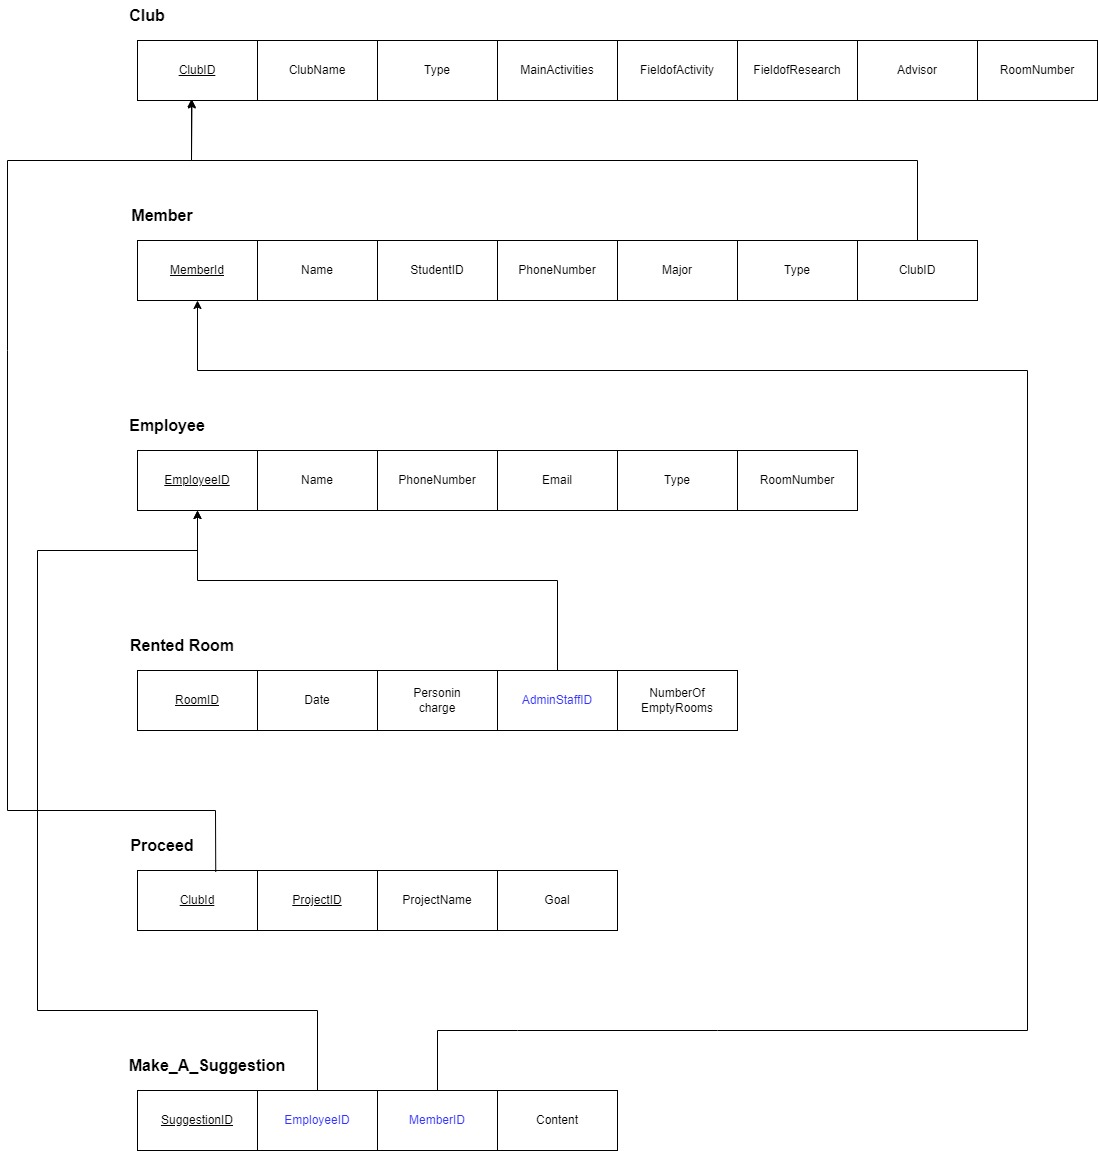 Club
ClubID ClubName Type MainActivities FieldofActivity FieldofResearch Advisor RoomNumber
Member
MemberId Name StudentID PhoneNumber Major Type ClubID
Employee
EmployeeID Name PhoneNumber Email Type RoomNumber
Rented Room
RoomID Date Personin
charge AdminStaffID NumberOf
EmptyRooms
Proceed
ClubId ProjectID ProjectName Goal
Make_A_Suggestion
SuggestionID EmployeeID MemberID Content